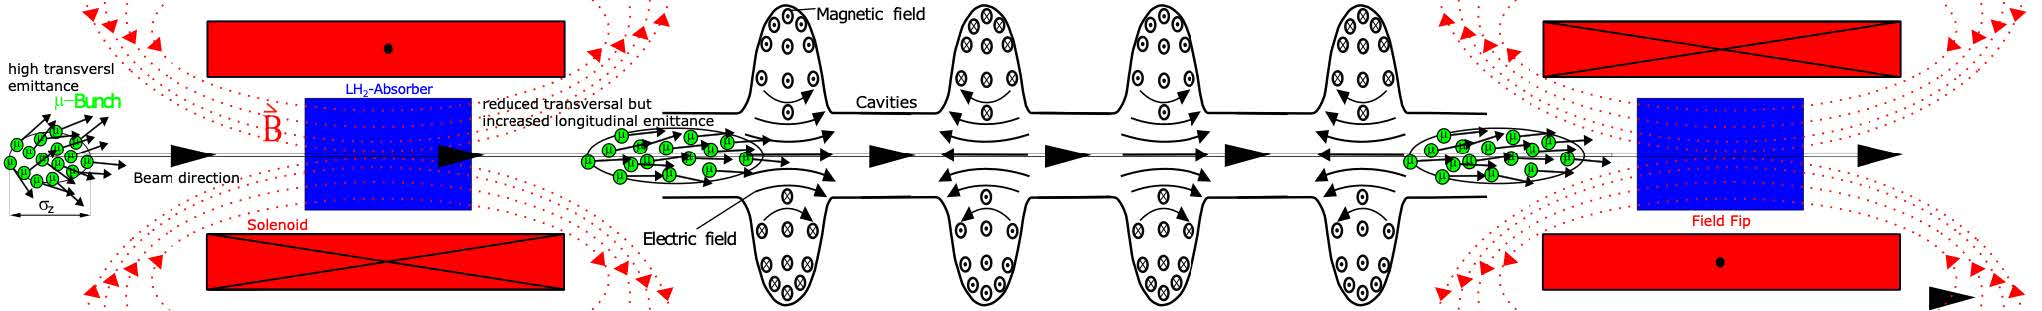 Magnetic field
high transversl
emittance
μ-Bunch
LH2-Absorber
B
reduced transversal but
increased longitudinal emittance
Cavities
μ μ μ μ μ μ μ μ μ μ μ μ μ μ
Beam direction
σz
Solenoid
Electric field
Field Fip